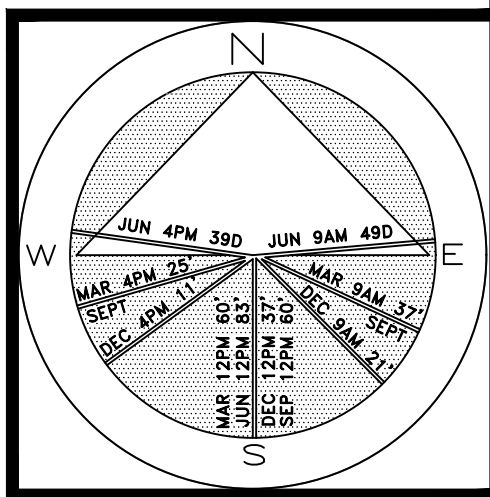 N
JUN 4PM 39D
JUN 9AM 49D
W
E
MAR 4PM 25'
SEPT
DEC 4PM 11'
MAR 9AM 37'
SEPT
DEC 9AM 21'
MAR 12PM 60'
JUN 12PM 83'
DEC 12PM 37'
SEP 12PM 60'
S